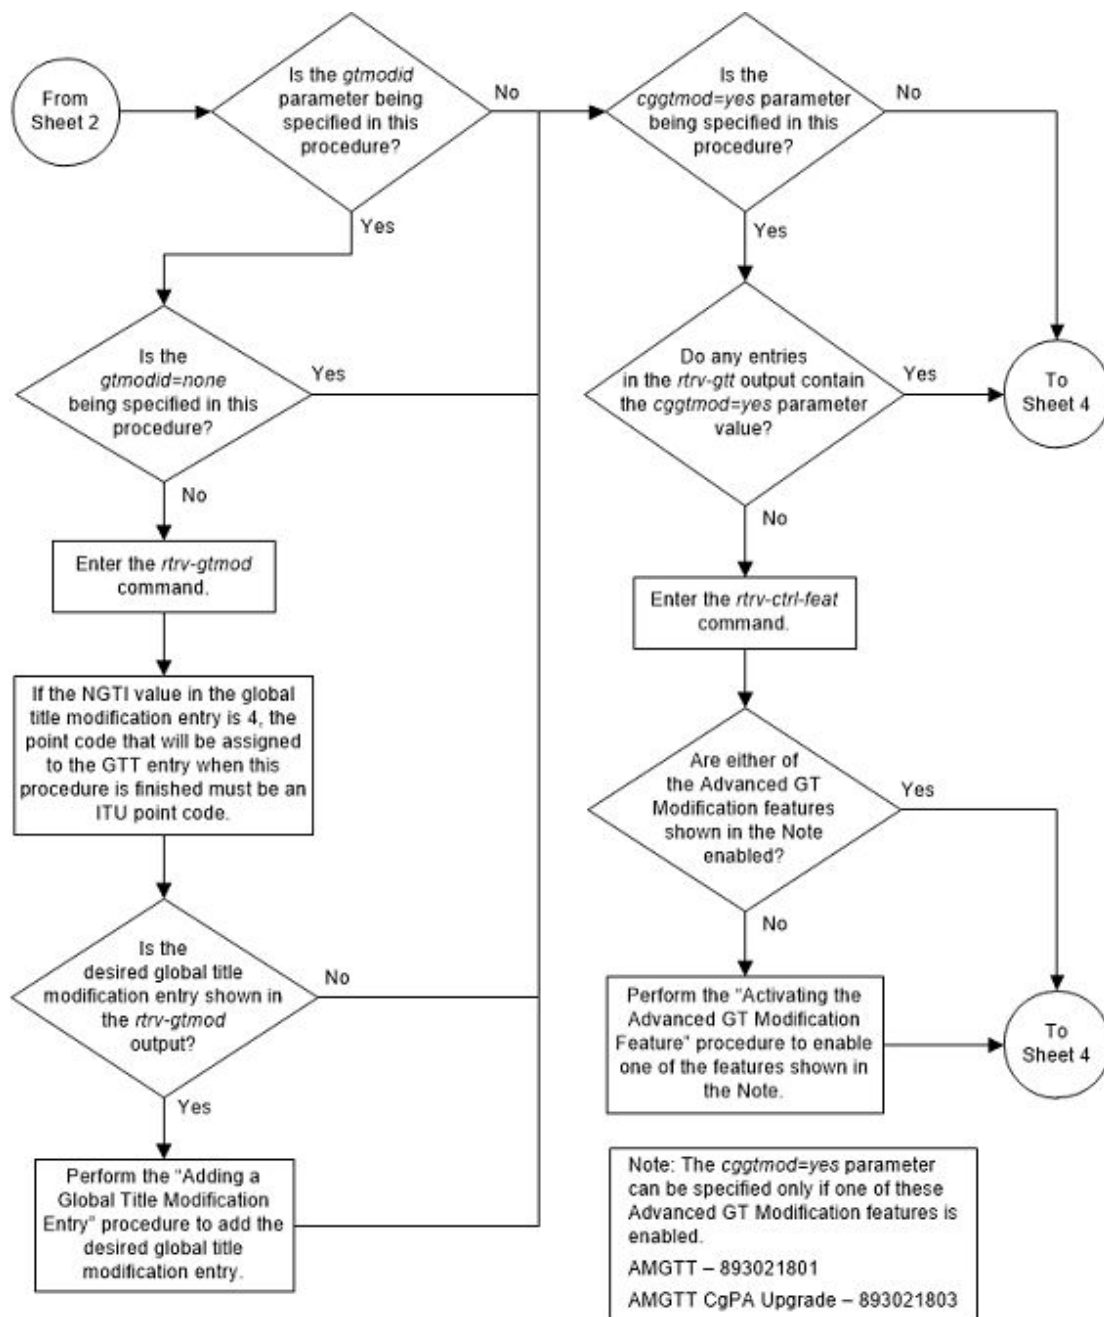 From
Sheet 2
Is the gtmodid
parameter being
specified in this
procedure?
No
Yes
Is the
gtmodid=none
being specified in this
procedure?
Yes
No
Enter the rtrv-gtmod
command.
If the NGTI value in the global
title modification entry is 4, the
point code that will be assigned
to the GTT entry when this
procedure is finished must be an
ITU point code.
Is the
desired global title
modification entry shown in
the rtrv-gtmod
output?
No
Yes
Perform the "Adding a
Global Title Modification
Entry" procedure to add the
desired global title
modification entry.
Is the
cggtmod=yes parameter
being specified in this
procedure?
No
Yes
Do any entries
in the rtrv-gtt output contain
the cggtmod=yes parameter
value?
Yes
To
Sheet 4
No
Enter the rtrv-ctrl-feat
command.
Are either of
the Advanced GT
Modification features
shown in the Note
enabled?
Yes
No
Perform the "Activating the
Advanced GT Modification
Feature" procedure to enable
one of the features shown in
the Note.
To
Sheet 4
Note: The cggtmod=yes parameter
can be specified only if one of these
Advanced GT Modification features is
enabled.
AMGTT – 893021801
AMGTT CgPA Upgrade – 893021803